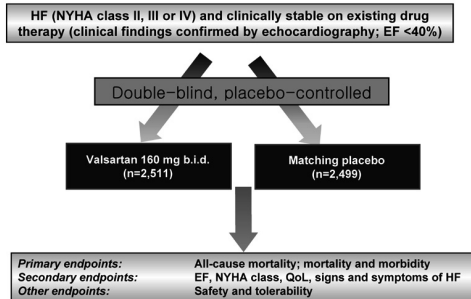 HF (NYHA class II, III or IV) and clinically stable on existing drug
therapy (clinical findings confirmed by echocardiography; EF <40%)
Double-blind, placebo-controlled
Valsartan 160 mg b.i.d.
(n=2,511)
Matching placebo
(n=2,499)
Primary endpoints: All-cause mortality; mortality and morbidity
Secondary endpoints: EF, NYHA class, QoL, signs and symptoms of HF
Other endpoints: Safety and tolerability